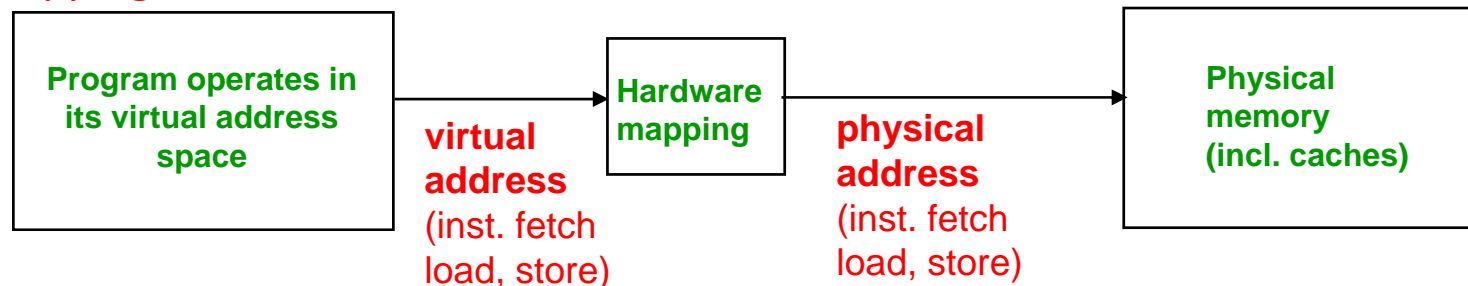 Program operates in
its virtual address
space
virtual
address
(inst. fetch
load, store)
Hardware
mapping
physical
address
(inst. fetch
load, store)
Physical
memory
(incl. caches)